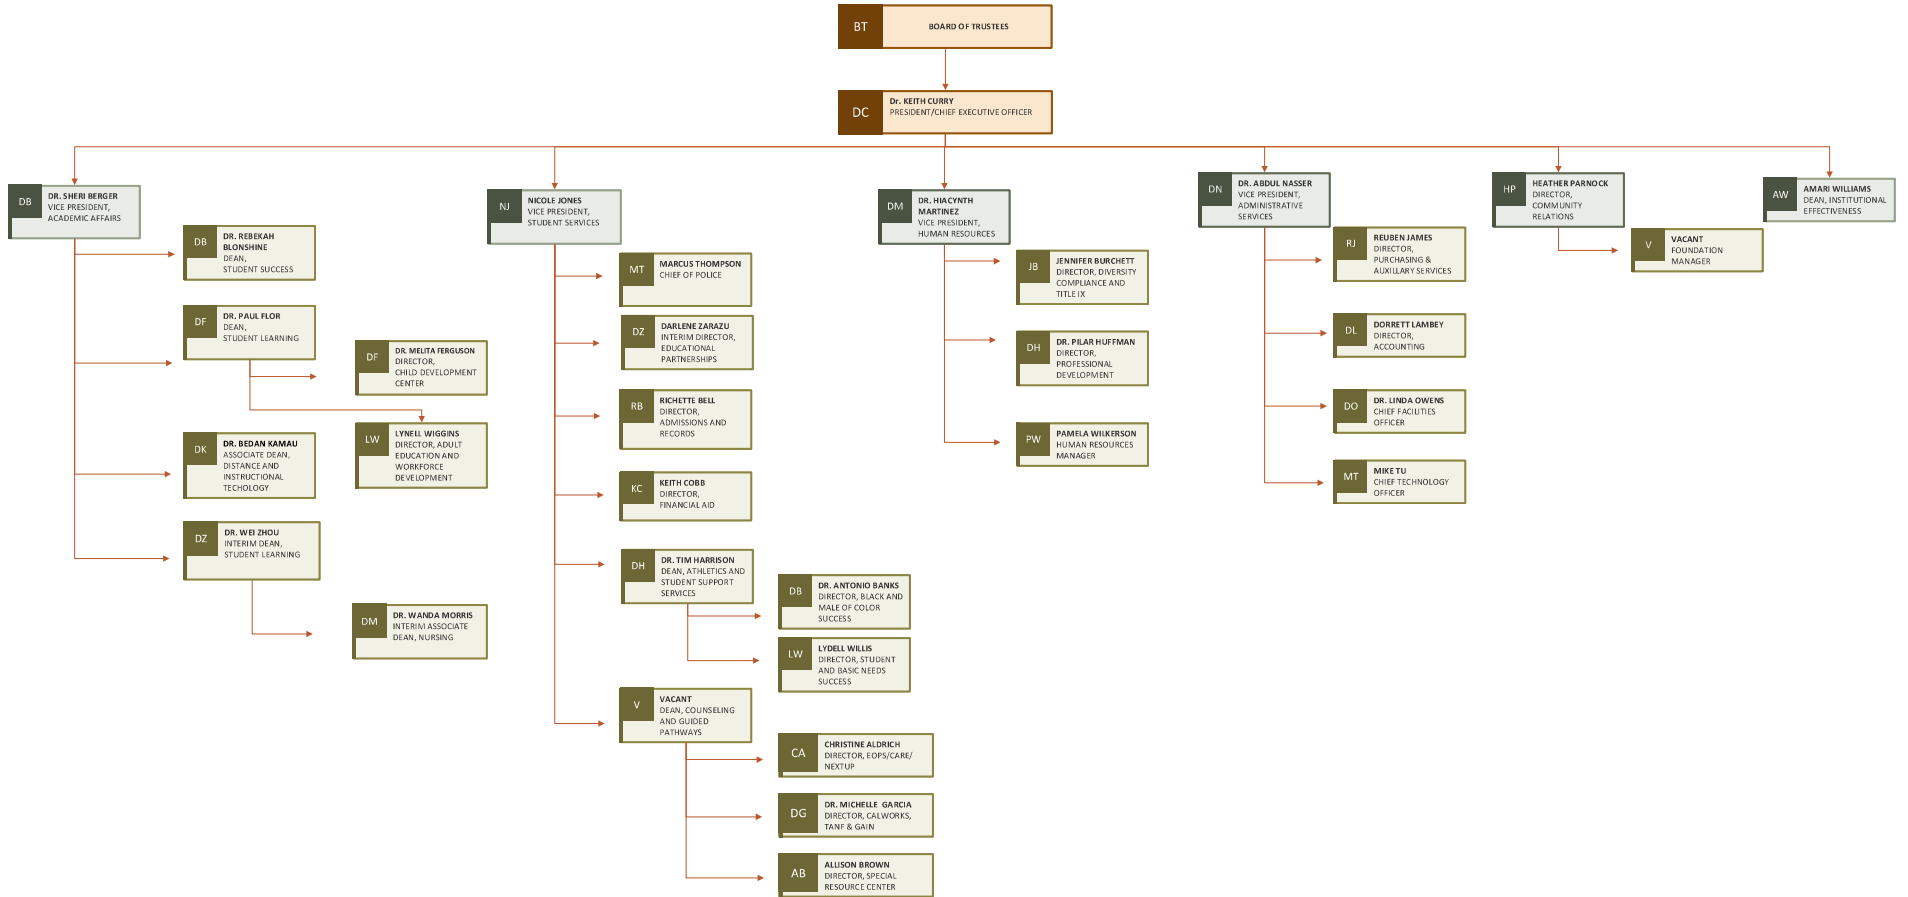 BT
BOARD OF TRUSTEES
DC
Dr. KEITH CURRY
PRESIDENT/CHIEF EXECUTIVE OFFICER
DB
DR. SHERI BERGER
VICE PRESIDENT,
ACADEMIC AFFAIRS
DB
DR. REBEKAH
BLONSHINE
DEAN,
STUDENT SUCCESS
DF
DR. PAUL FLOR
DEAN,
STUDENT LEARNING
DF
DR. MELITA FERGUSON
DIRECTOR,
CHILD DEVELOPMENT
CENTER
LW
LYNELL WIGGINS
DIRECTOR, ADULT
EDUCATION AND
WORKFORCE
DEVELOPMENT
DK
DR. BEDAN KAMAU
ASSOCIATE DEAN,
DISTANCE AND
INSTRUCTIONAL
TECHOLOGY
DZ
DR. WEI ZHOU
INTERIM DEAN,
STUDENT LEARNING
DM
DR. WANDA MORRIS
INTERIM ASSOCIATE
DEAN, NURSING
NJ
NICOLE JONES
VICE PRESIDENT,
STUDENT SERVICES
MT
MARCUS THOMPSON
CHIEF OF POLICE
DZ
DARLENE ZARAZU
INTERIM DIRECTOR,
EDUCATIONAL
PARTNERSHIPS
RB
RICHETTE BELL
DIRECTOR,
ADMISSIONS AND
RECORDS
KC
KEITH COBB
DIRECTOR,
FINANCIAL AID
DH
DR. TIM HARRISON
DEAN, ATHLETICS AND
STUDENT SUPPORT
SERVICES
DB
DR. ANTONIO BANKS
DIRECTOR, BLACK AND
MALE OF COLOR
SUCCESS
LW
LYDELL WILLIS
DIRECTOR, STUDENT
AND BASIC NEEDS
SUCCESS
V
VACANT
DEAN, COUNSELING
AND GUIDED
PATHWAYS
CA
CHRISTINE ALDRICH
DIRECTOR, EOPS/CARE/
NEXTUP
DG
DR. MICHELLE GARCIA
DIRECTOR, CALWORKS,
TANF & GAIN
AB
ALLISON BROWN
DIRECTOR, SPECIAL
RESOURCE CENTER
DM
DR. HIACYNTH
MARTINEZ
VICE PRESIDENT,
HUMAN RESOURCES
JB
JENNIFER BURCHETT
DIRECTOR, DIVERSITY
COMPLIANCE AND
TITLE IX
DH
DR. PILAR HUFFMAN
DIRECTOR,
PROFESSIONAL
DEVELOPMENT
PW
PAMELA WILKERSON
HUMAN RESOURCES
MANAGER
DN
DR. ABDUL NASSER
VICE PRESIDENT,
ADMINISTRATIVE
SERVICES
RJ
REUBEN JAMES
DIRECTOR,
PURCHASING &
AUXILLARY SERVICES
DL
DORRETT LAMBEY
DIRECTOR,
ACCOUNTING
DO
DR. LINDA OWENS
CHIEF FACILITIES
OFFICER
MT
MIKE TU
CHIEF TECHNOLOGY
OFFICER
HP
HEATHER PARNOCK
DIRECTOR,
COMMUNITY
RELATIONS
V
VACANT
FOUNDATION
MANAGER
AW
AMARI WILLIAMS
DEAN, INSTITUTIONAL
EFFECTIVENESS